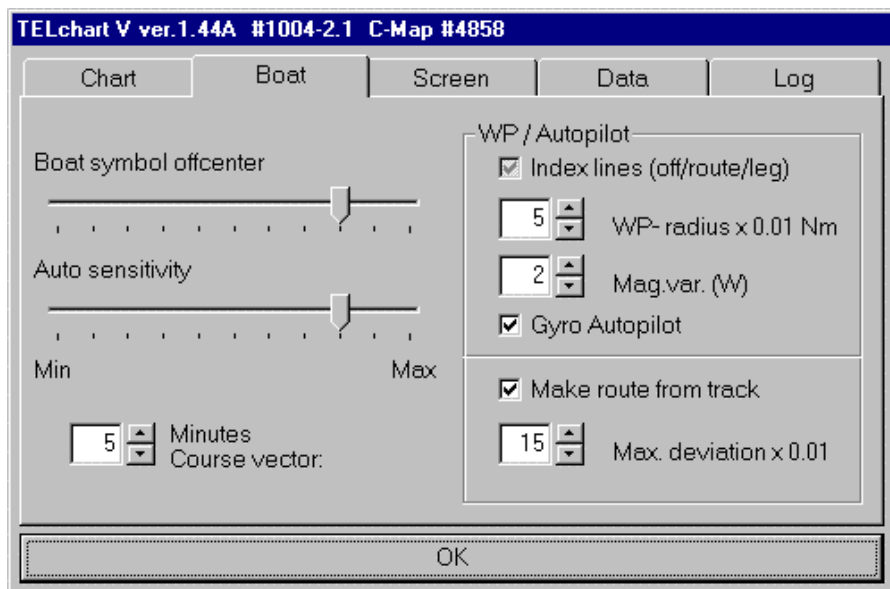 TELchart V ver.1.44A #1004-2.1 C-Map #4858
Chart
Boat
Screen
Data
Log
Boat symbol offcenter
Auto sensitivity
Min
Max
5
Minutes
Course vector:
WP / Autopilot
Index lines (off/route/leg)
5
WP- radius x 0.01 Nm
2
Mag.var. (W)
Gyro Autopilot
Make route from track
15
Max. deviation x 0.01
OK